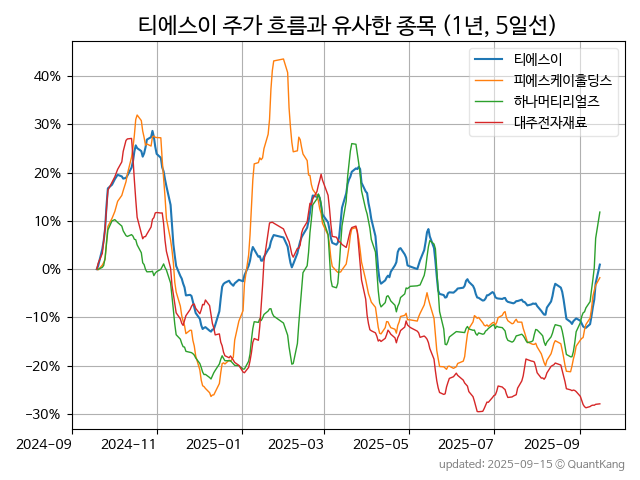 티에스이 주가 흐름과 유사한 종목 (1년, 5일선)
티에스이
피에스케이홀딩스
하나머티리얼즈
대주전자재료
40%
30%
20%
10%
0%
−10%
−20%
−30%
2024-09 2024-11 2025-01 2025-03 2025-05 2025-07 2025-09
updated: 2025-09-15 © QuantKang